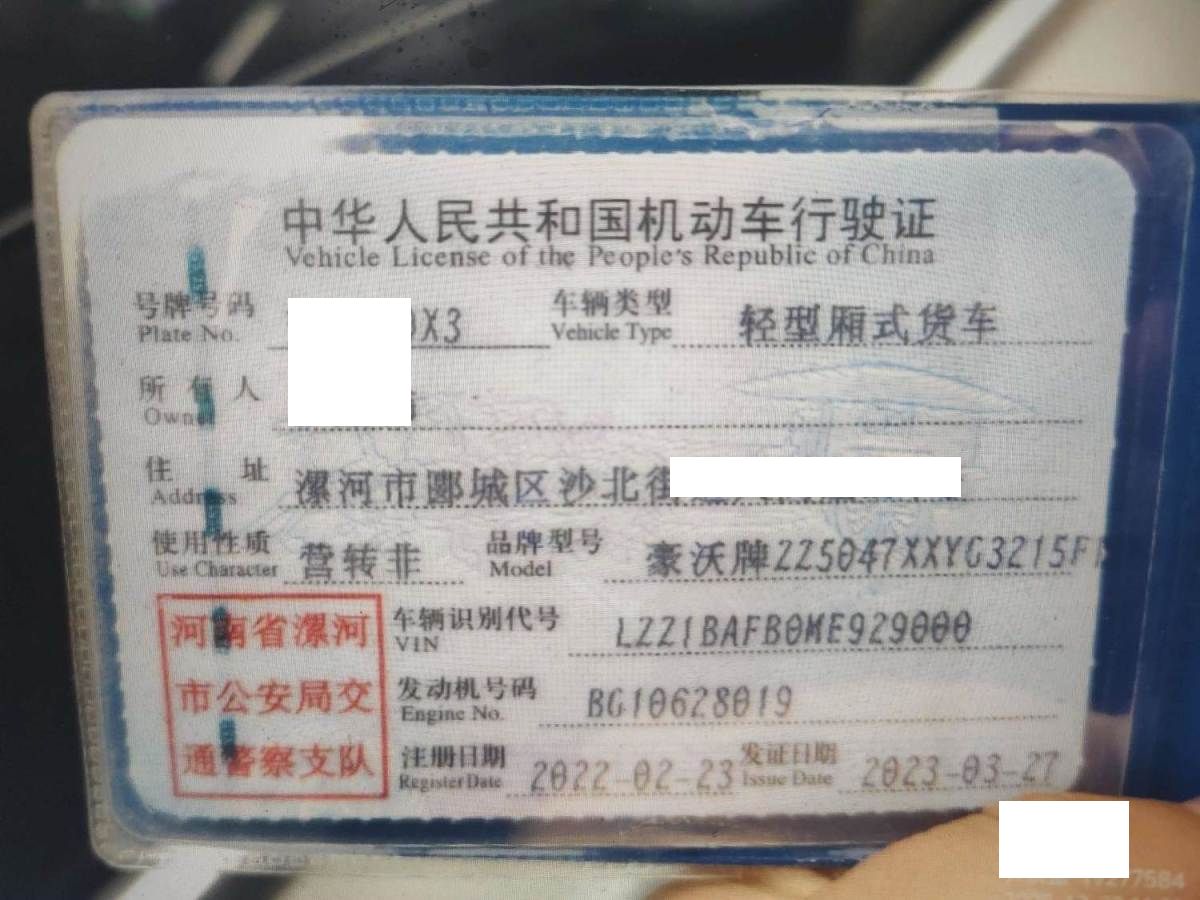 中华人民共和国机动车行驶证
Vehicle License of the People's Republic of China
号牌号码 X3 车辆类型 轻型厢式货车
Plate No. Vehicle Type
所有人
Owner
住址 漯河市郾城区沙北街
Address
使用性质 营转非 品牌型号 豪沃牌ZZ5047XXYG3215F
Use Character Model
河南省漯河
市公安局交
通警察支队
车辆识别代号 LZZ1BAFB0ME929000
VIN
发动机号码 BG10628019
Engine No.
注册日期 2022-02-23 发证日期 2023-03-27
Register Date Issue Date